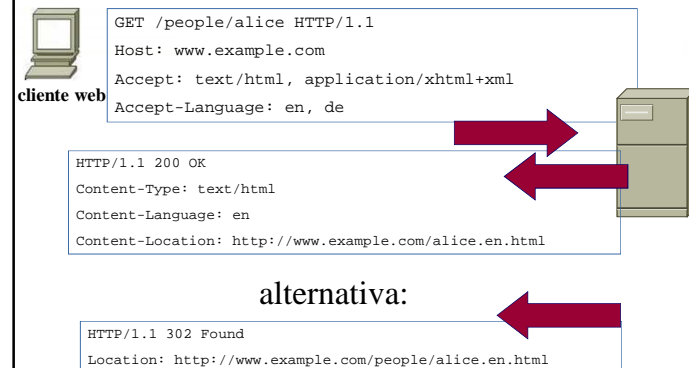 GET /people/alice HTTP/1.1
Host: www.example.com
Accept: text/html, application/xhtml+xml
Accept-Language: en, de
cliente web
HTTP/1.1 200 OK
Content-Type: text/html
Content-Language: en
Content-Location: http://www.example.com/alice.en.html
alternativa:
HTTP/1.1 302 Found
Location: http://www.example.com/people/alice.en.html